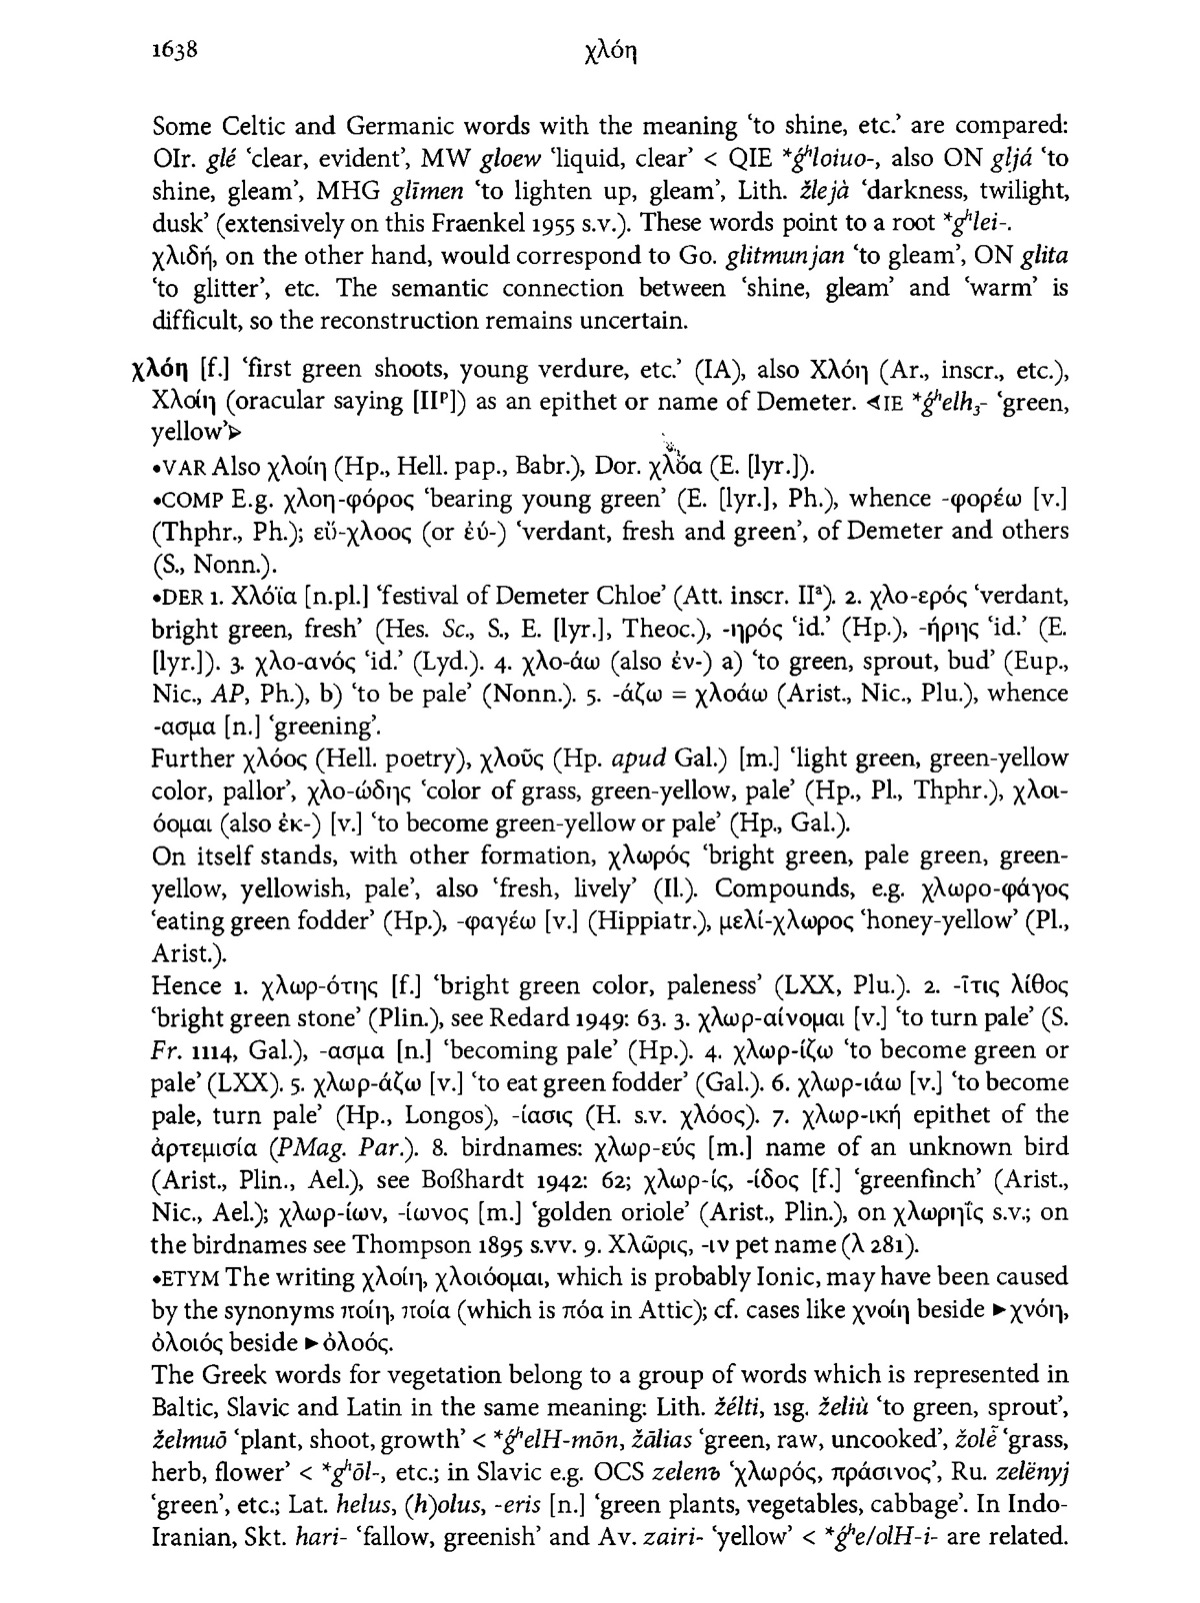 1638 χλόη
Some Celtic and Germanic words with the meaning ‘to shine, etc.’ are compared:
OIr. glé ‘clear, evident’, MW gloew ‘liquid, clear’ < QIE *ǵʰloiuo-, also ON gljá ‘to
shine, gleam’, MHG glīmen ‘to lighten up, gleam’, Lith. žlejà ‘darkness, twilight,
dusk’ (extensively on this Fraenkel 1955 s.v.). These words point to a root *gʰlei-.
χλιδή, on the other hand, would correspond to Go. glitmunjan ‘to gleam’, ON glita
‘to glitter’, etc. The semantic connection between ‘shine, gleam’ and ‘warm’ is
difficult, so the reconstruction remains uncertain.
χλόη [f.] ‘first green shoots, young verdure, etc.’ (IA), also Χλόη (Ar., inscr., etc.),
Χλοίη (oracular saying [IIᵖ]) as an epithet or name of Demeter. ⋖IE *ǵʰelh₃- ‘green,
yellow’⋗
•VAR Also χλοίη (Hp., Hell. pap., Babr.), Dor. χλόα (E. [lyr.]).
•COMP E.g. χλοη-φόρος ‘bearing young green’ (E. [lyr.], Ph.), whence -φορέω [v.]
(Thphr., Ph.); εὔ-χλοος (or ἐύ-) ‘verdant, fresh and green’, of Demeter and others
(S., Nonn.).
•DER 1. Χλόϊα [n.pl.] ‘festival of Demeter Chloe’ (Att. inscr. IIᵃ). 2. χλο-ερός ‘verdant,
bright green, fresh’ (Hes. Sc., S., E. [lyr.], Theoc.), -ηρός ‘id.’ (Hp.), -ήρης ‘id.’ (E.
[lyr.]). 3. χλο-ανός ‘id.’ (Lyd.). 4. χλο-άω (also ἐν-) a) ‘to green, sprout, bud’ (Eup.,
Nic., AP, Ph.), b) ‘to be pale’ (Nonn.). 5. -άζω = χλοάω (Arist., Nic., Plu.), whence
-ασμα [n.] ‘greening’.
Further χλόος (Hell. poetry), χλοῦς (Hp. apud Gal.) [m.] ‘light green, green-yellow
color, pallor’, χλο-ώδης ‘color of grass, green-yellow, pale’ (Hp., Pl., Thphr.), χλοι-
όομαι (also ἐκ-) [v.] ‘to become green-yellow or pale’ (Hp., Gal.).
On itself stands, with other formation, χλωρός ‘bright green, pale green, green-
yellow, yellowish, pale’, also ‘fresh, lively’ (Il.). Compounds, e.g. χλωρο-φάγος
‘eating green fodder’ (Hp.), -φαγέω [v.] (Hippiatr.), μελί-χλωρος ‘honey-yellow’ (Pl.,
Arist.).
Hence 1. χλωρ-ότης [f.] ‘bright green color, paleness’ (LXX, Plu.). 2. -ῖτις λίθος
‘bright green stone’ (Plin.), see Redard 1949: 63. 3. χλωρ-αίνομαι [v.] ‘to turn pale’ (S.
Fr. 1114, Gal.), -ασμα [n.] ‘becoming pale’ (Hp.). 4. χλωρ-ίζω ‘to become green or
pale’ (LXX). 5. χλωρ-άζω [v.] ‘to eat green fodder’ (Gal.). 6. χλωρ-ιάω [v.] ‘to become
pale, turn pale’ (Hp., Longos), -ίασις (H. s.v. χλόος). 7. χλωρ-ική epithet of the
ἀρτεμισία (PMag. Par.). 8. birdnames: χλωρ-εύς [m.] name of an unknown bird
(Arist., Plin., Ael.), see Boßhardt 1942: 62; χλωρ-ίς, -ίδος [f.] ‘greenfinch’ (Arist.,
Nic., Ael.); χλωρ-ίων, -ίωνος [m.] ‘golden oriole’ (Arist., Plin.), on χλωρηΐς s.v.; on
the birdnames see Thompson 1895 s.vv. 9. Χλῶρις, -ιν pet name (λ 281).
•ETYM The writing χλοίη, χλοιόομαι, which is probably Ionic, may have been caused
by the synonyms ποίη, ποία (which is πόα in Attic); cf. cases like χνοίη beside ►χνόη,
ὀλοιός beside ►ὀλοός.
The Greek words for vegetation belong to a group of words which is represented in
Baltic, Slavic and Latin in the same meaning: Lith. žélti, 1sg. želiù ‘to green, sprout’,
želmuõ ‘plant, shoot, growth’ < *ǵʰelH-mōn, žãlias ‘green, raw, uncooked’, žolė̃ ‘grass,
herb, flower’ < *gʰōl-, etc.; in Slavic e.g. OCS zelenъ ‘χλωρός, πράσινος’, Ru. zelënyj
‘green’, etc.; Lat. helus, (h)olus, -eris [n.] ‘green plants, vegetables, cabbage’. In Indo-
Iranian, Skt. hari- ‘fallow, greenish’ and Av. zairi- ‘yellow’ < *ǵʰe/olH-i- are related.